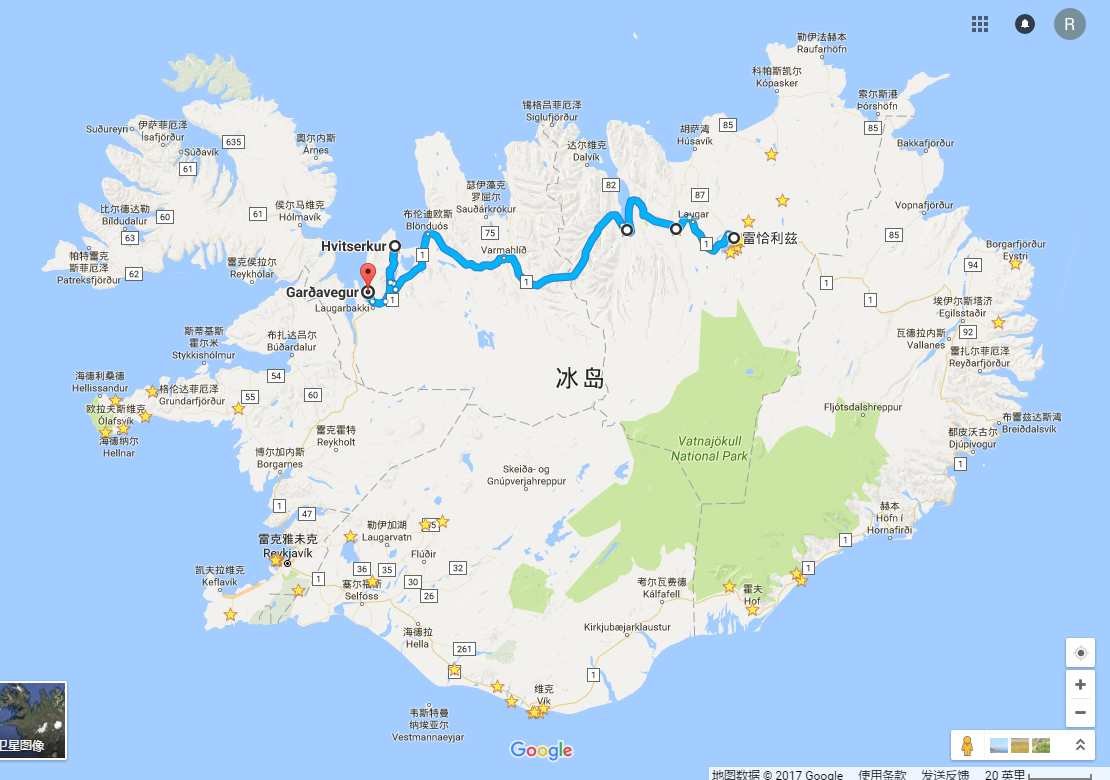 R
勒伊法赫本
Raufarhöfn
科帕斯凯尔
Kópasker
索尔斯港
Þórshöfn
锡格吕菲厄泽
Siglufjörður
85
85
伊萨菲厄泽
Ísafjörður
Suðureyri
奥尔内斯
Árnes
胡萨湾
Húsavík
635
达尔维克
Dalvík
Bakkafjörður
Súðavík
61
82
87
瑟伊藻克
罗屈尔
Sauðárkrókur
比尔德达勒
Bíldudalur
60
61
侯尔马维克
Hólmavík
布伦迪欧斯
Blönduós
Laugar
Vopnafjörður
63
75
85
Hvitserkur
1
Varmahlíð
1
雷恰利兹
Borgarfjörður
Eystri
帕特雷克
斯菲厄泽
Patreksfjörður
62
雷克侯拉尔
Reykhólar
94
Garðavegur
1
1
1
1
Laugarbakki
埃伊尔斯塔济
Egilsstaðir
斯蒂基斯
霍尔米
Stykkishólmur
布扎达吕尔
Búðardalur
瓦德拉内斯
Vallanes
92
雷扎尔菲厄泽
Reyðarfjörður
海德利桑德
Hellissandur
格伦达菲厄泽
Grundarfjörður
54
55
60
冰岛
欧拉夫斯维克
Ólafsvík
Fljótsdalshreppur
布雷兹达斯湾
Breiðdalsvík
海德纳尔
Hellnar
雷克霍特
Reykholt
Vatnajökull
National Park
都皮沃古尔
Djúpivogur
博尔加内斯
Borgarnes
Skeiða- og
Gnúpverjahreppur
1
1
47
赫本
Höfn í
Hornafirði
勒伊加湖
Laugarvatn
雷克雅未克
Reykjavík
1
Flúðir
凯夫拉维克
Keflavík
1
36
35
32
30
26
塞尔福斯
Selfoss
1
考尔瓦费德
Kálfafell
霍夫
Hof
海德拉
Hella
Kirkjubæjarklaustur
261
1
维克
Vík
韦斯特曼
纳埃亚尔
Vestmannaeyjar
卫星图像
Google
地图数据 © 2017 Google 使用条款 发送反馈 20 英里